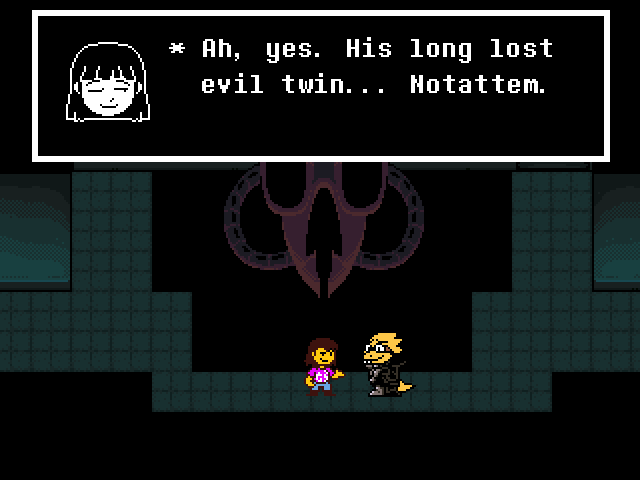 * Ah, yes. His long lost
evil twin... Notattem.